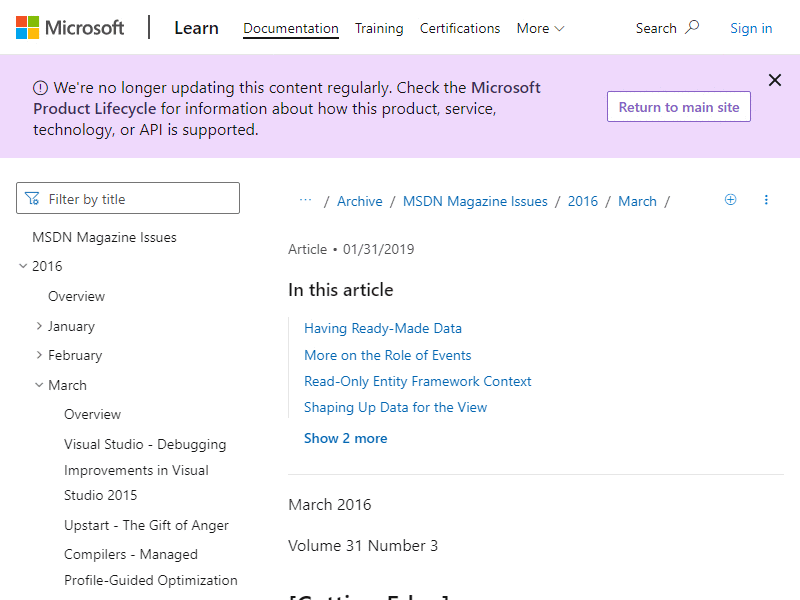 Microsoft
Learn
Documentation
Training
Certifications
More
Search
Sign in
We're no longer updating this content regularly. Check the Microsoft
Product Lifecycle for information about how this product, service,
technology, or API is supported.
Return to main site
Filter by title
MSDN Magazine Issues
2016
Overview
January
February
March
Overview
Visual Studio - Debugging
Improvements in Visual
Studio 2015
Upstart - The Gift of Anger
Compilers - Managed
Profile-Guided Optimization
··· / Archive / MSDN Magazine Issues / 2016 / March /
Article • 01/31/2019
In this article
Having Ready-Made Data
More on the Role of Events
Read-Only Entity Framework Context
Shaping Up Data for the View
Show 2 more
March 2016
Volume 31 Number 3
[Cutting Edge]